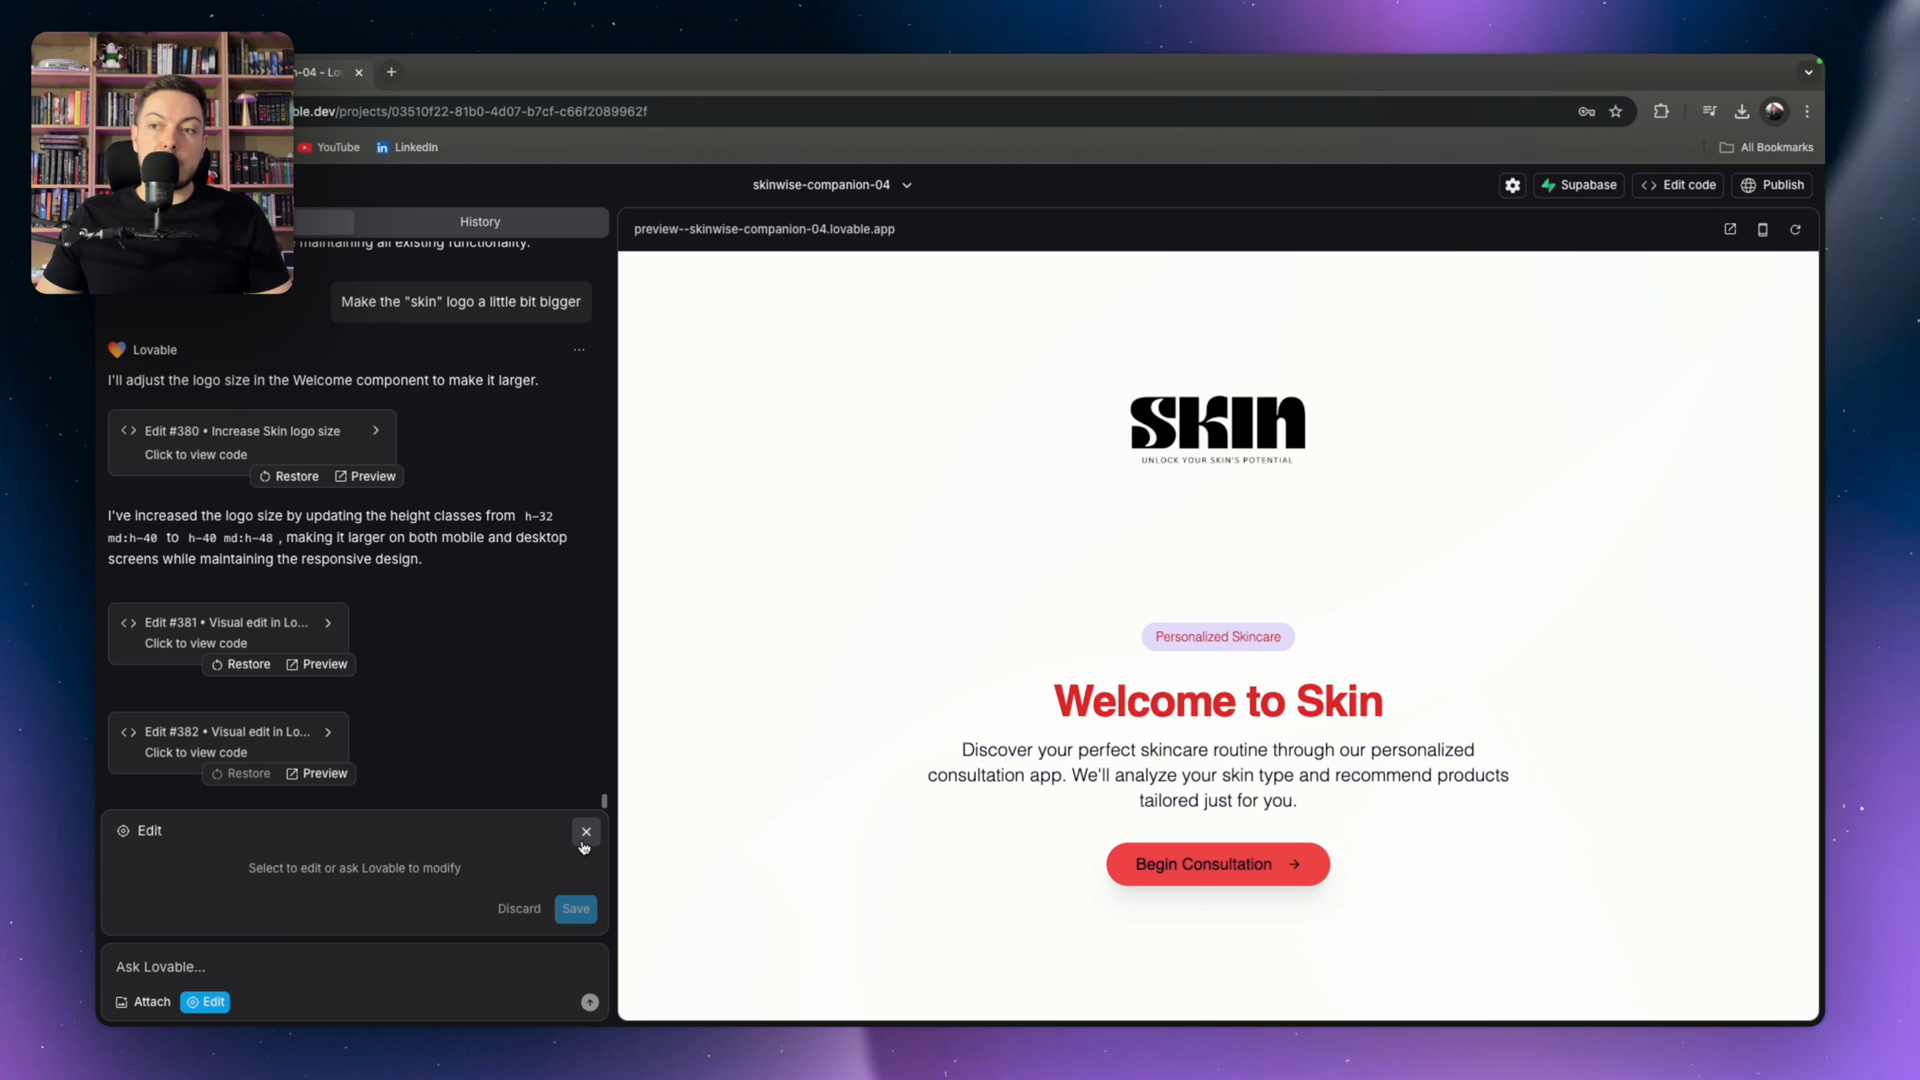 n-04 - Lov
ble.dev/projects/03510f22-81b0-4d07-b7cf-c66f2089962f
YouTube
LinkedIn
All Bookmarks
skinwise-companion-04
Supabase
Edit code
Publish
History
preview--skinwise-companion-04.lovable.app
maintaining all existing functionality.
Make the "skin" logo a little bit bigger
Lovable
I'll adjust the logo size in the Welcome component to make it larger.
Edit #380 • Increase Skin logo size
Click to view code
Restore
Preview
I've increased the logo size by updating the height classes from h-32
md:h-40 to h-40 md:h-48 , making it larger on both mobile and desktop
screens while maintaining the responsive design.
Edit #381 • Visual edit in Lo...
Click to view code
Restore
Preview
Edit #382 • Visual edit in Lo...
Click to view code
Restore
Preview
Edit
Select to edit or ask Lovable to modify
Discard
Save
Ask Lovable...
Attach
Edit
SKIN
UNLOCK YOUR SKIN'S POTENTIAL
Personalized Skincare
Welcome to Skin
Discover your perfect skincare routine through our personalized
consultation app. We'll analyze your skin type and recommend products
tailored just for you.
Begin Consultation